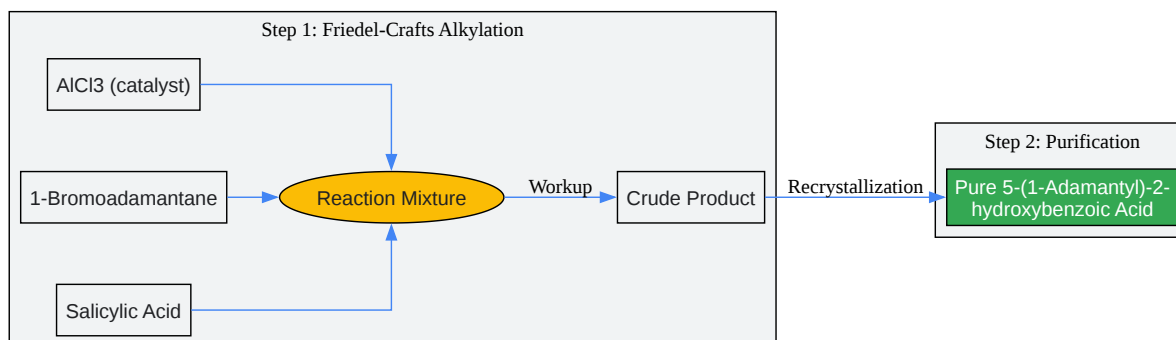 Step 1: Friedel-Crafts Alkylation
AlCl3 (catalyst)
1-Bromoadamantane
Reaction Mixture
Workup
Crude Product
Salicylic Acid
Recrystallization
Step 2: Purification
Pure 5-(1-Adamantyl)-2-
hydroxybenzoic Acid